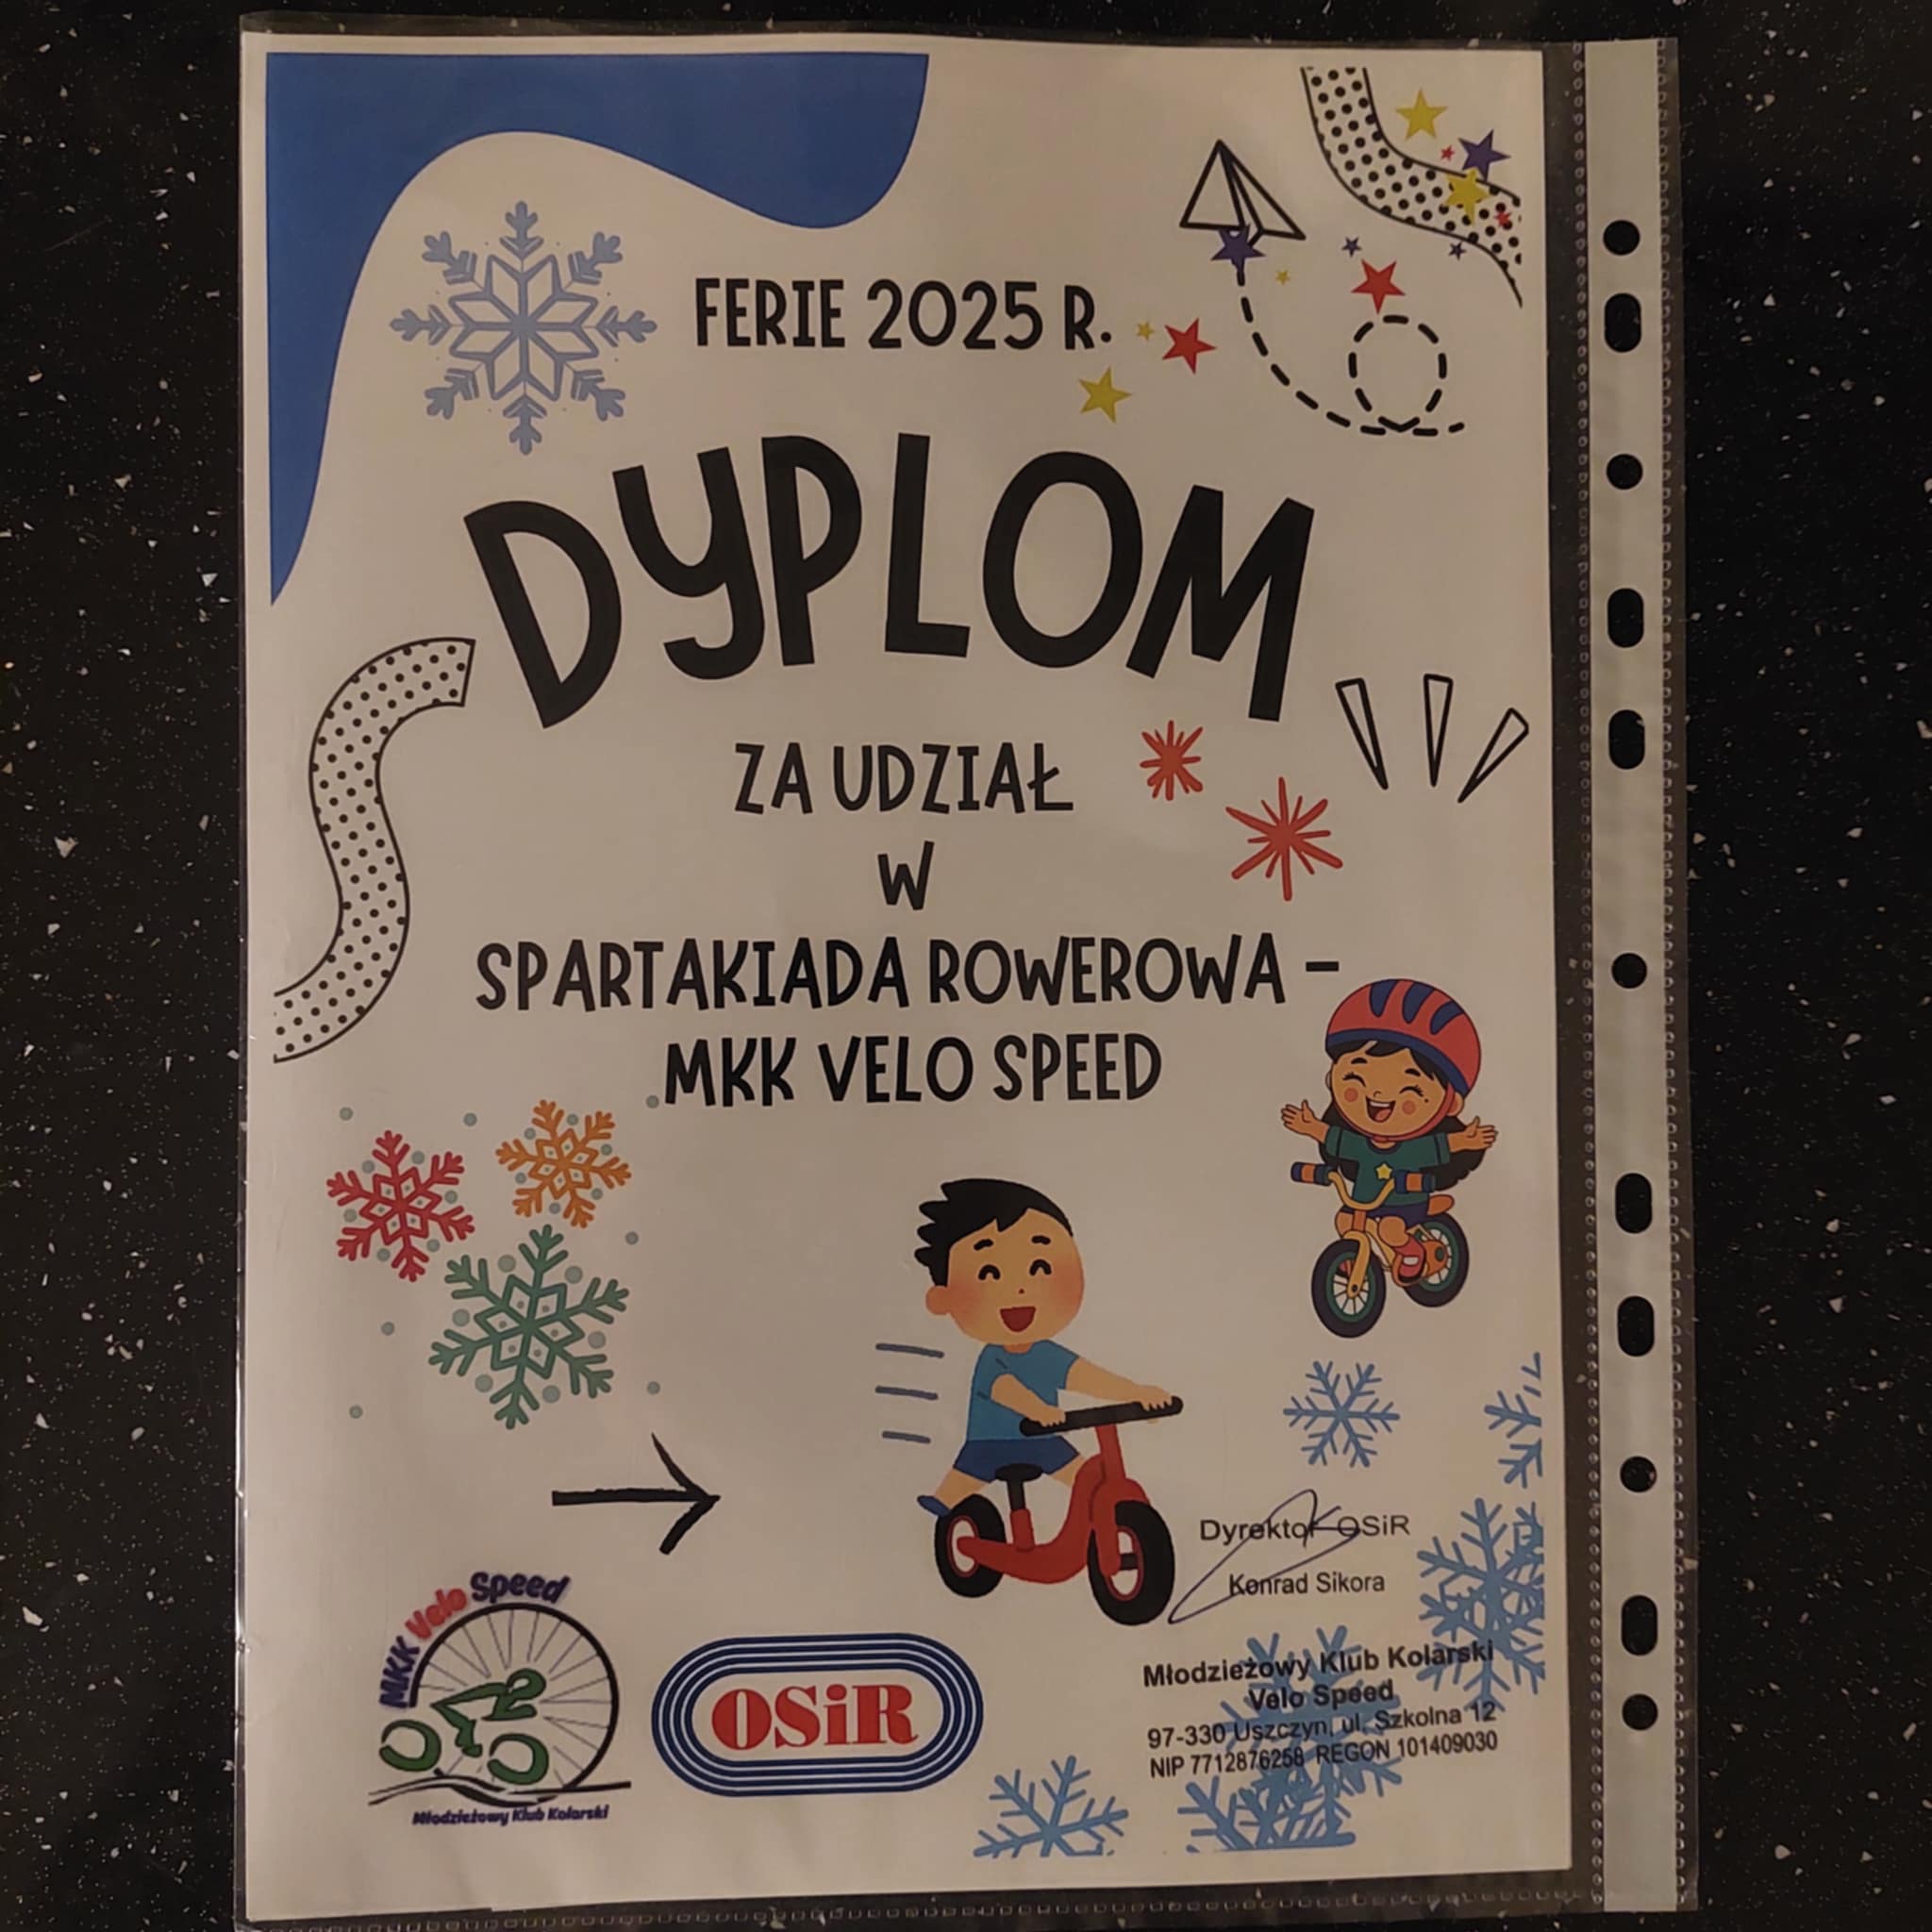 FERIE 2025 R.
DYPLOM
ZA UDZIAŁ
W
SPARTAKIADA ROWEROWA –
MKK VELO SPEED
Dyrektor OSiR
Konrad Sikora
MKK Velo Speed
Młodzieżowy Klub Kolarski
OSiR
Młodzieżowy Klub Kolarski
Velo Speed
97-330 Uszczyn, ul. Szkolna 12
NIP 7712876258 REGON 101409030